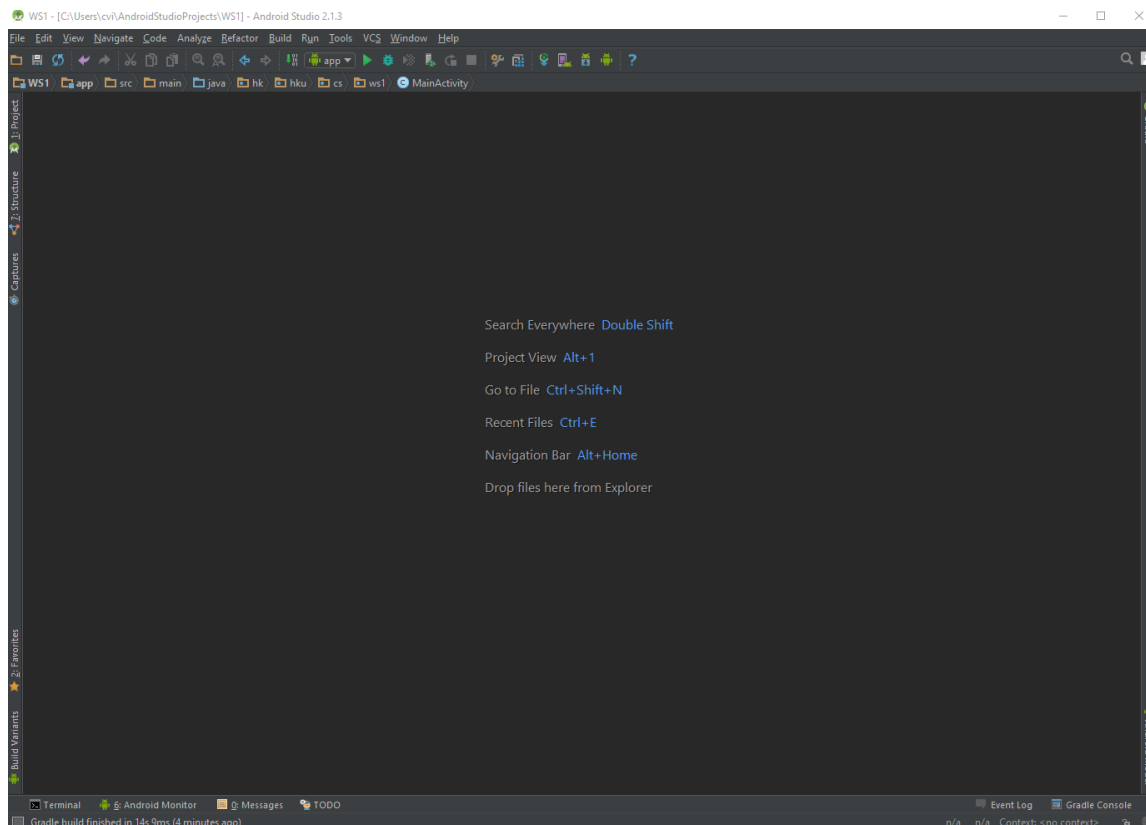 WS1 - [C:\Users\cvi\AndroidStudioProjects\WS1] - Android Studio 2.1.3
File Edit View Navigate Code Analyze Refactor Build Run Tools VCS Window Help
app
WS1 app src main java hk hku cs ws1 MainActivity
1: Project
7: Structure
Captures
Search Everywhere Double Shift
Project View Alt+1
Go to File Ctrl+Shift+N
Recent Files Ctrl+E
Navigation Bar Alt+Home
Drop files here from Explorer
2: Favorites
Build Variants
Terminal 6: Android Monitor 0: Messages TODO Event Log Gradle Console
Gradle build finished in 14s 9ms (4 minutes ago) n/a n/a Context: <no context>